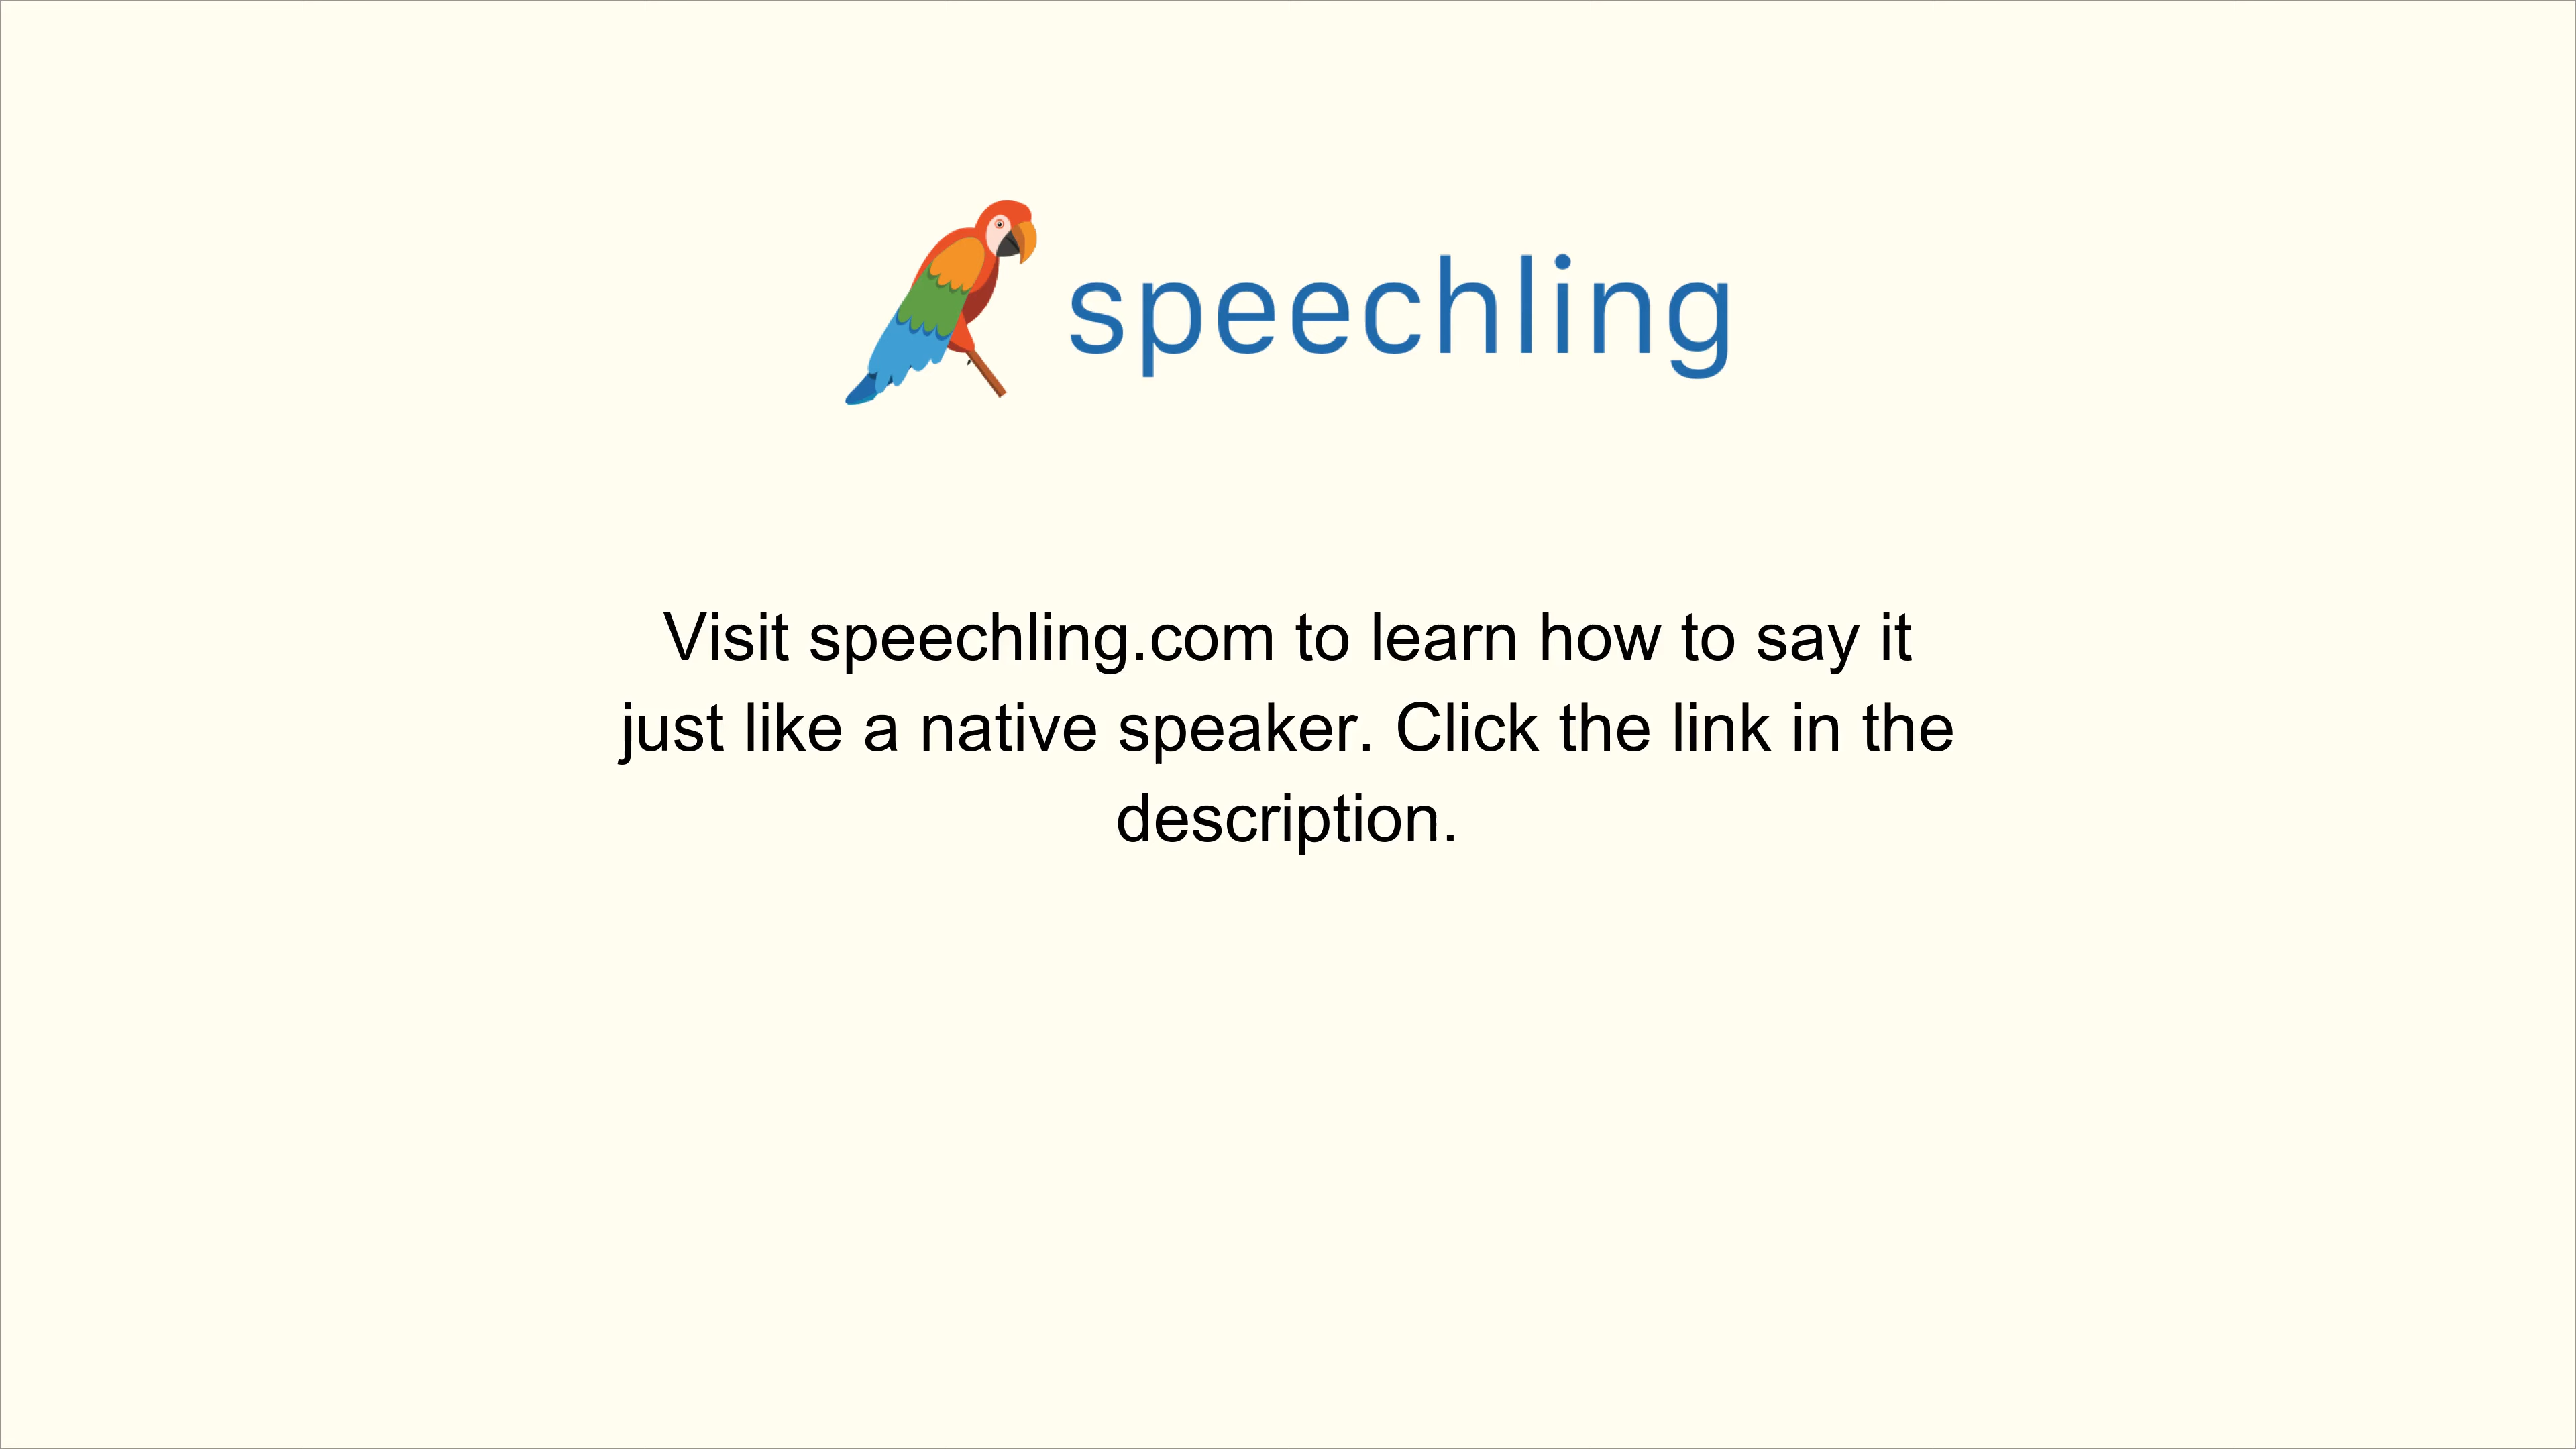 speechling
Visit speechling.com to learn how to say it
just like a native speaker. Click the link in the
description.